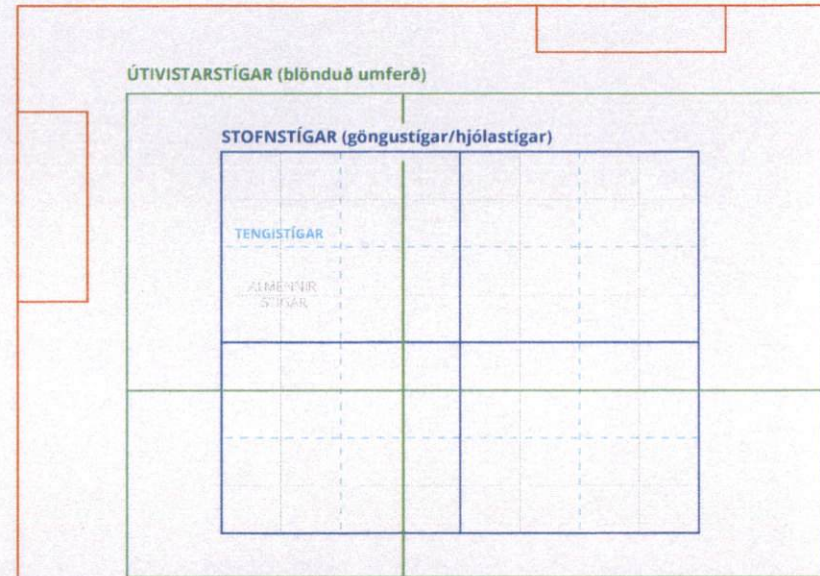 ÚTIVISTARSTÍGAR (blönduð umferð)
STOFNSTÍGAR (göngustígar/hjólastígar)
TENGISTÍGAR
ALMENNIR
STÍGAR